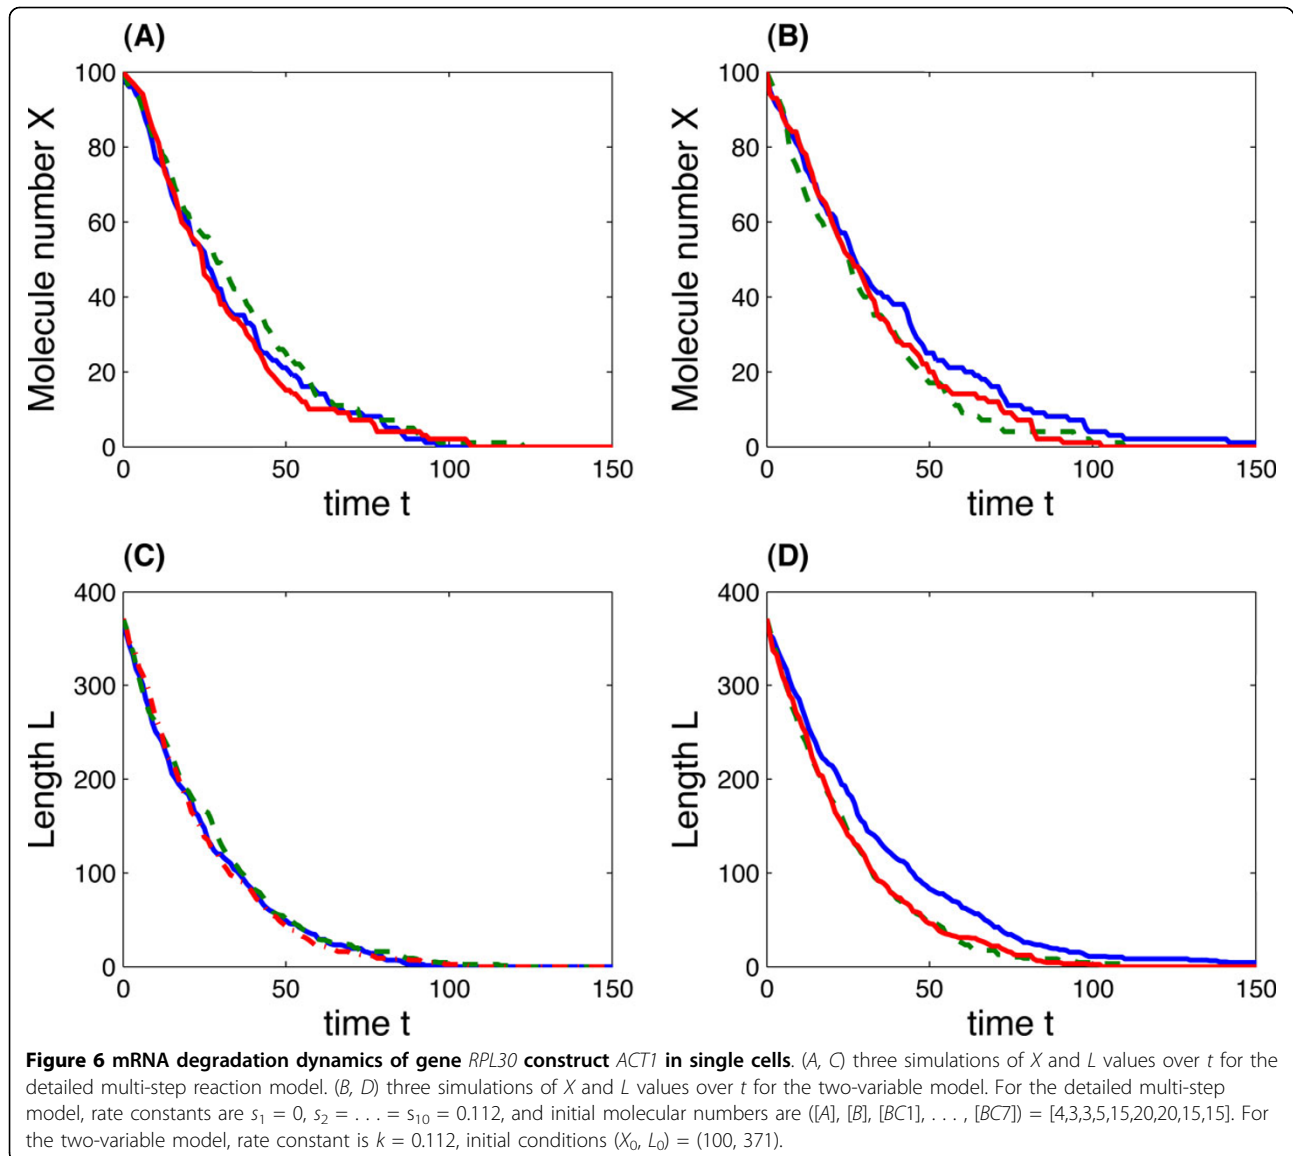 (A)
100
80
60
40
20
0
Molecule number X
0 50 100 150
time t
(B)
100
80
60
40
20
0
Molecule number X
0 50 100 150
time t
(C)
400
300
200
100
0
Length L
0 50 100 150
time t
(D)
400
300
200
100
0
Length L
0 50 100 150
time t
Figure 6 mRNA degradation dynamics of gene RPL30 construct ACT1 in single cells. (A, C) three simulations of X and L values over t for the
detailed multi-step reaction model. (B, D) three simulations of X and L values over t for the two-variable model. For the detailed multi-step
model, rate constants are s₁ = 0, s₂ = . . . = s₁₀ = 0.112, and initial molecular numbers are ([A], [B], [BC1], . . . , [BC7]) = [4,3,3,5,15,20,20,15,15]. For
the two-variable model, rate constant is k = 0.112, initial conditions (X₀, L₀) = (100, 371).